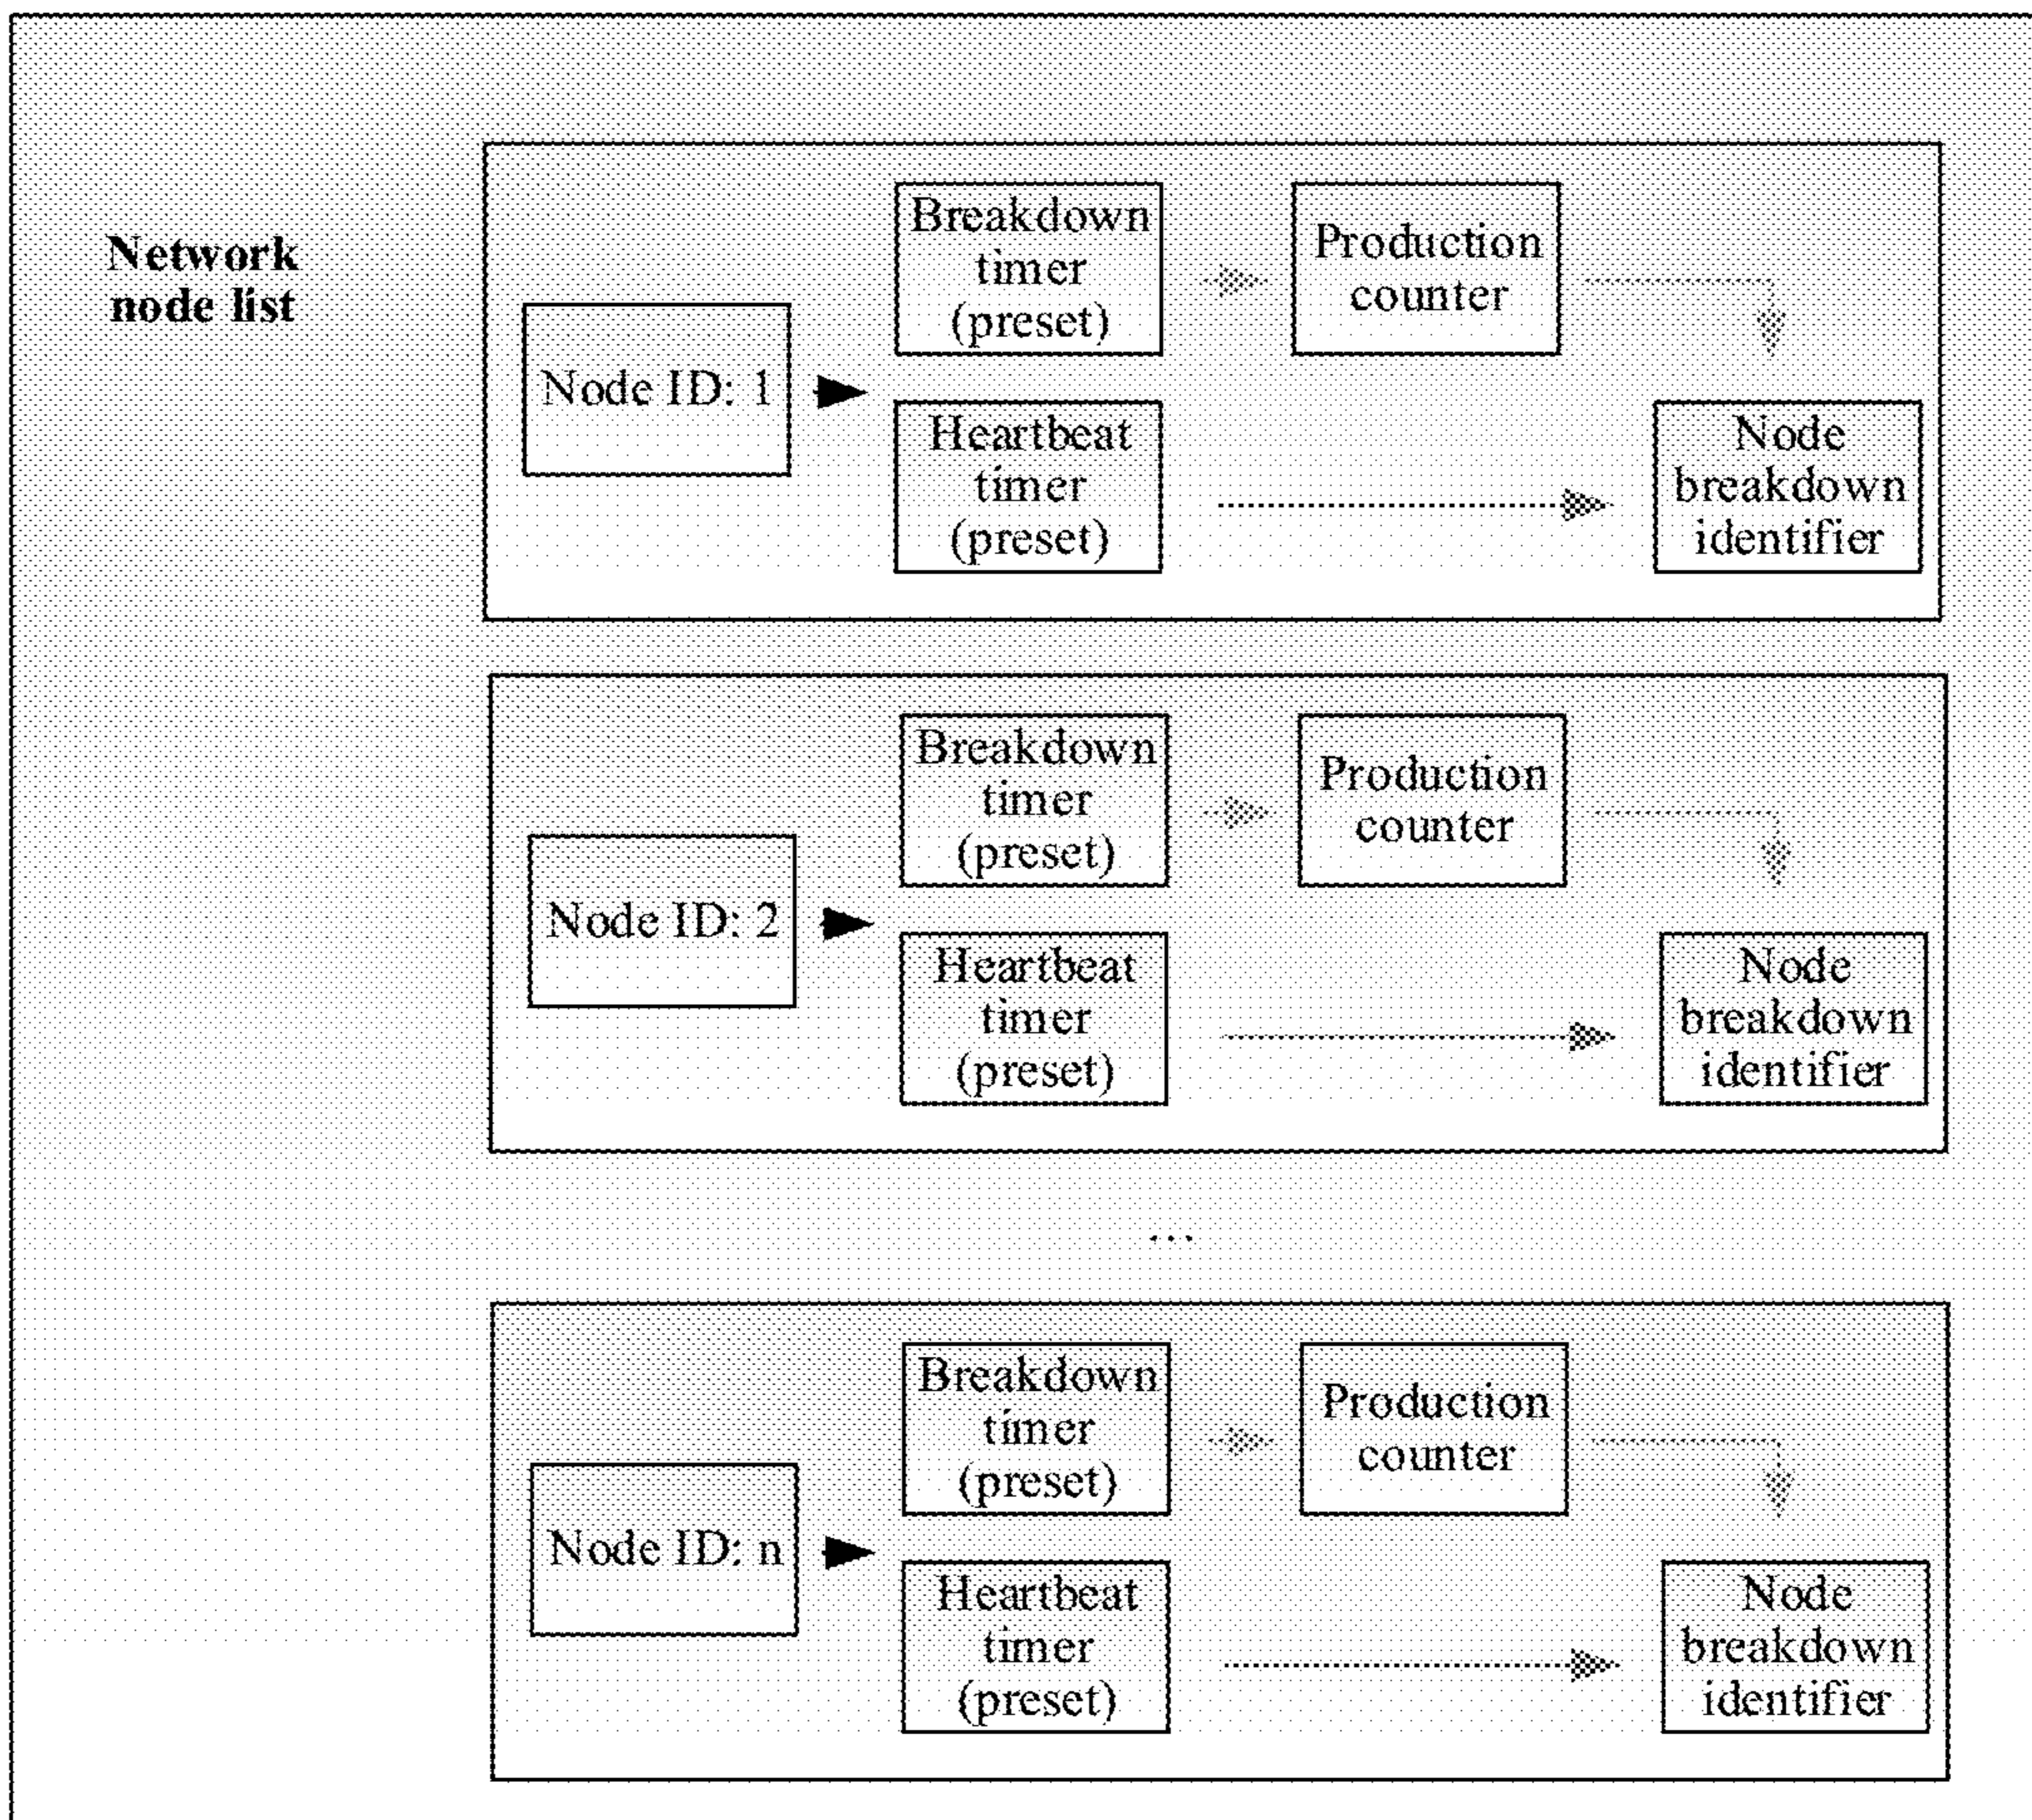 Network
node list
Breakdown
timer
(preset)
Production
counter
Node ID: 1
Heartbeat
timer
(preset)
Node
breakdown
identifier
Breakdown
timer
(preset)
Production
counter
Node ID: 2
Heartbeat
timer
(preset)
Node
breakdown
identifier
...
Breakdown
timer
(preset)
Production
counter
Node ID: n
Heartbeat
timer
(preset)
Node
breakdown
identifier